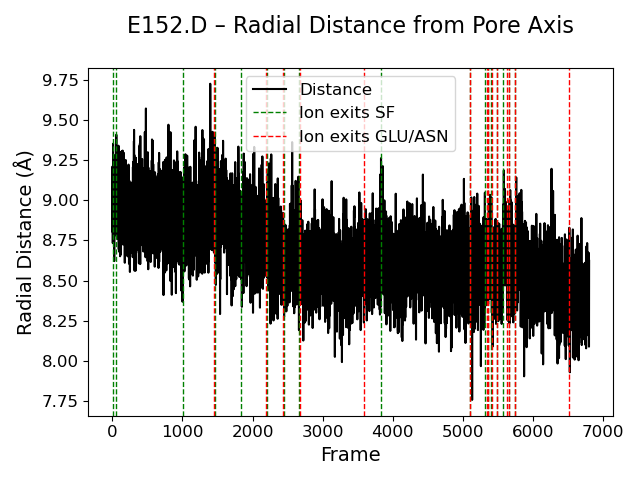 E152.D – Radial Distance from Pore Axis
Distance
Ion exits SF
Ion exits GLU/ASN
Radial Distance (Å)
9.75
9.50
9.25
9.00
8.75
8.50
8.25
8.00
7.75
0 1000 2000 3000 4000 5000 6000 7000
Frame